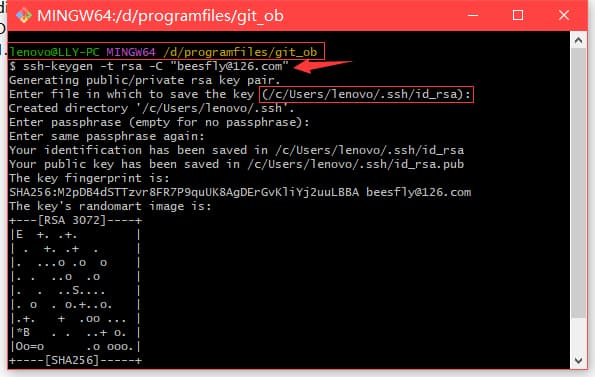 di
D
1.
MINGW64:/d/programfiles/git_ob
lenovo@LLY-PC MINGW64 /d/programfiles/git_ob
$ ssh-keygen -t rsa -C "beesfly@126.com"
Generating public/private rsa key pair.
Enter file in which to save the key (/c/Users/lenovo/.ssh/id_rsa):
Created directory '/c/Users/lenovo/.ssh'.
Enter passphrase (empty for no passphrase):
Enter same passphrase again:
Your identification has been saved in /c/Users/lenovo/.ssh/id_rsa
Your public key has been saved in /c/Users/lenovo/.ssh/id_rsa.pub
The key fingerprint is:
SHA256:M2pDB4dSTTzvr8FR7P9quUK8AgDErGvKliYj2uuLBBA beesfly@126.com
The key's randomart image is:
+---[RSA 3072]----+
|E  +. .+.        |
| .  +. .+  .     |
|.  ...o .o  o    |
|. .  ..o  .o     |
|.  .  ..S....    |
|. o  . o.+..o.   |
|.+.   +  .oo ... |
|*B   . .  ..+ o. |
|Oo=o      .o ooo.|
+----[SHA256]-----+